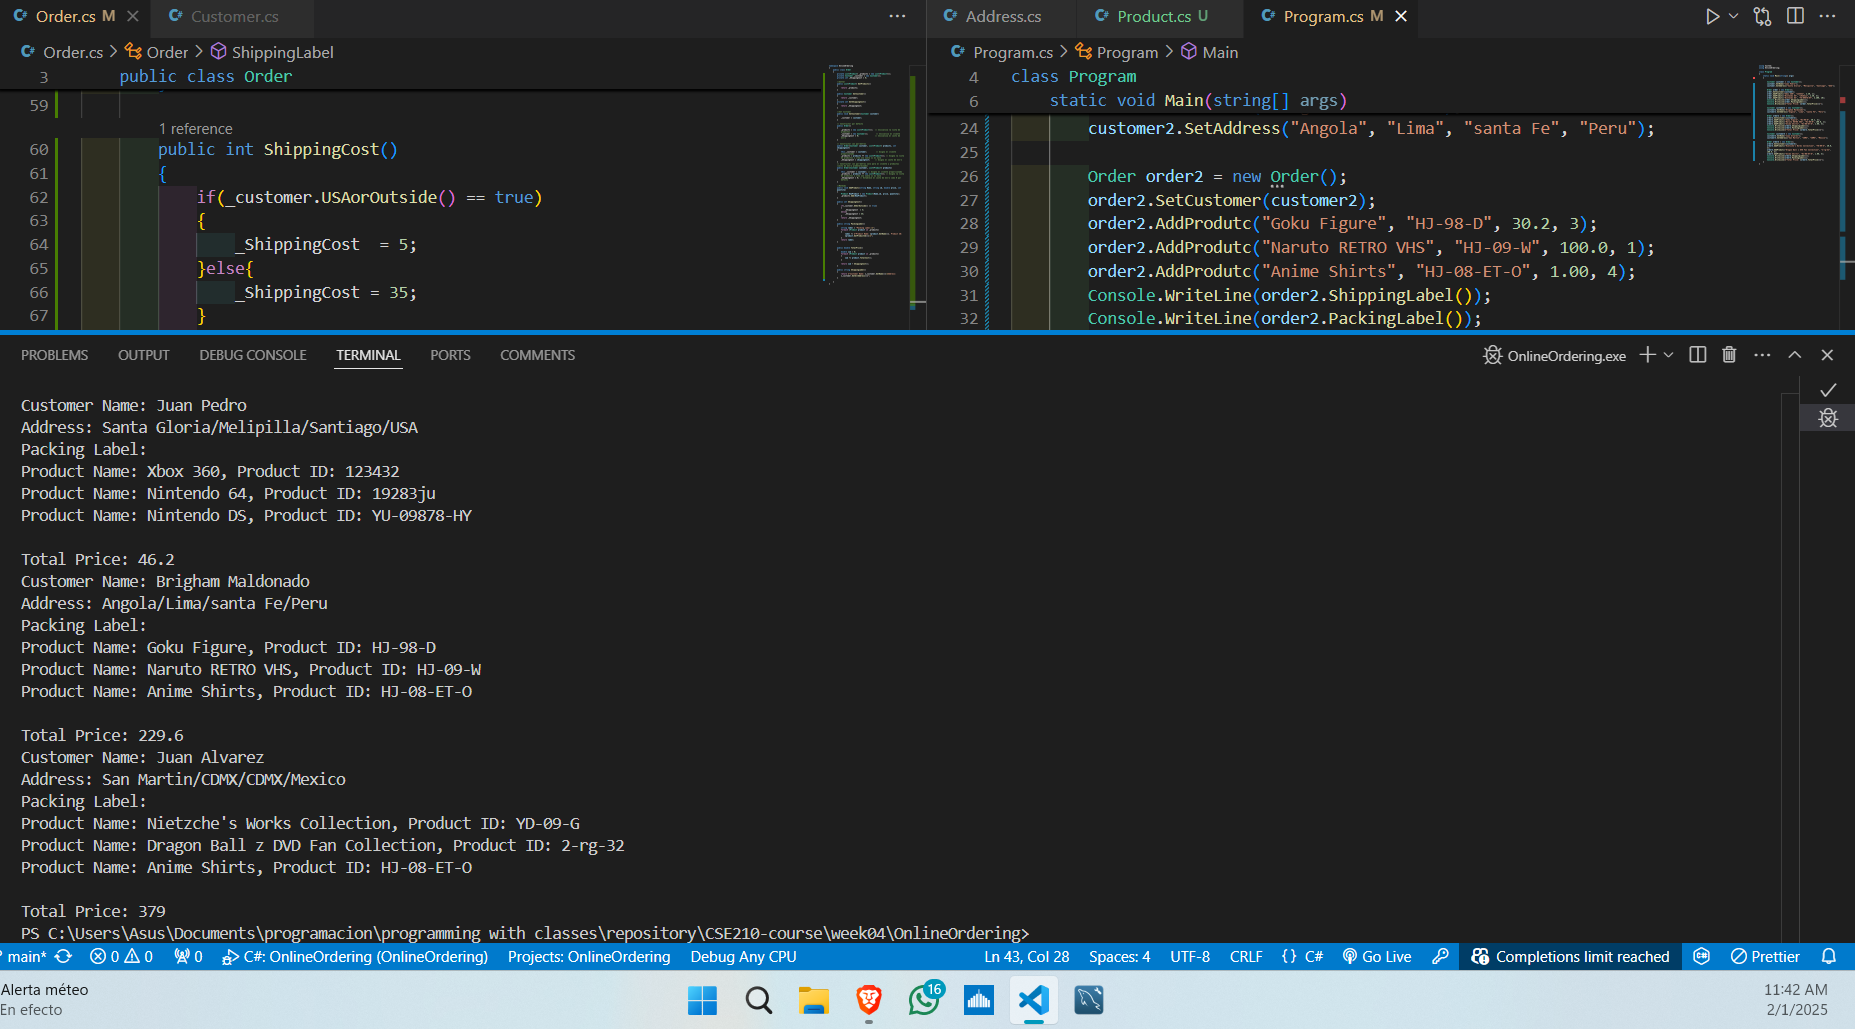 Order.cs M
Customer.cs
Order.cs > Order > ShippingLabel
3 public class Order
59
1 reference
60 public int ShippingCost()
61 {
62 if(_customer.USAorOutside() == true)
63 {
64 _ShippingCost  = 5;
65 }else{
66 _ShippingCost = 35;
67 }
Address.cs
Product.cs U
Program.cs M
Program.cs > Program > Main
4 class Program
6 static void Main(string[] args)
24 customer2.SetAddress("Angola", "Lima", "santa Fe", "Peru");
25
26 Order order2 = new Order();
27 order2.SetCustomer(customer2);
28 order2.AddProdutc("Goku Figure", "HJ-98-D", 30.2, 3);
29 order2.AddProdutc("Naruto RETRO VHS", "HJ-09-W", 100.0, 1);
30 order2.AddProdutc("Anime Shirts", "HJ-08-ET-O", 1.00, 4);
31 Console.WriteLine(order2.ShippingLabel());
32 Console.WriteLine(order2.PackingLabel());
PROBLEMS OUTPUT DEBUG CONSOLE TERMINAL PORTS COMMENTS
OnlineOrdering.exe
Customer Name: Juan Pedro
Address: Santa Gloria/Melipilla/Santiago/USA
Packing Label:
Product Name: Xbox 360, Product ID: 123432
Product Name: Nintendo 64, Product ID: 19283ju
Product Name: Nintendo DS, Product ID: YU-09878-HY
Total Price: 46.2
Customer Name: Brigham Maldonado
Address: Angola/Lima/santa Fe/Peru
Packing Label:
Product Name: Goku Figure, Product ID: HJ-98-D
Product Name: Naruto RETRO VHS, Product ID: HJ-09-W
Product Name: Anime Shirts, Product ID: HJ-08-ET-O
Total Price: 229.6
Customer Name: Juan Alvarez
Address: San Martin/CDMX/CDMX/Mexico
Packing Label:
Product Name: Nietzche's Works Collection, Product ID: YD-09-G
Product Name: Dragon Ball z DVD Fan Collection, Product ID: 2-rg-32
Product Name: Anime Shirts, Product ID: HJ-08-ET-O
Total Price: 379
PS C:\Users\Asus\Documents\programacion\programming with classes\repository\CSE210-course\week04\OnlineOrdering>
main* 0 0 0 C#: OnlineOrdering (OnlineOrdering) Projects: OnlineOrdering Debug Any CPU Ln 43, Col 28 Spaces: 4 UTF-8 CRLF {} C# Go Live Completions limit reached Prettier
Alerta méteo
En efecto
16
11:42 AM
2/1/2025